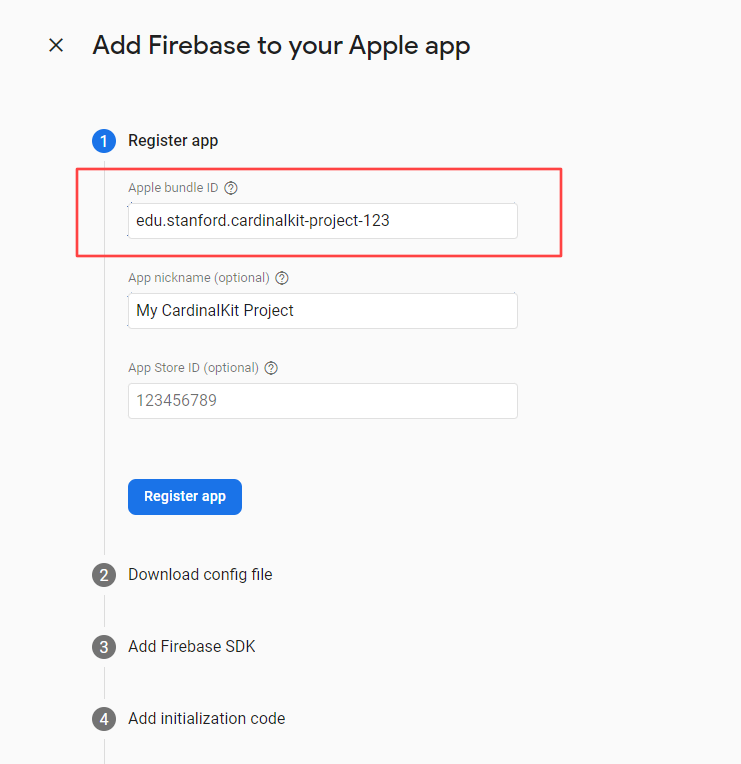 Add Firebase to your Apple app
1 Register app
Apple bundle ID
edu.stanford.cardinalkit-project-123
App nickname (optional)
My CardinalKit Project
App Store ID (optional)
123456789
Register app
2 Download config file
3 Add Firebase SDK
4 Add initialization code